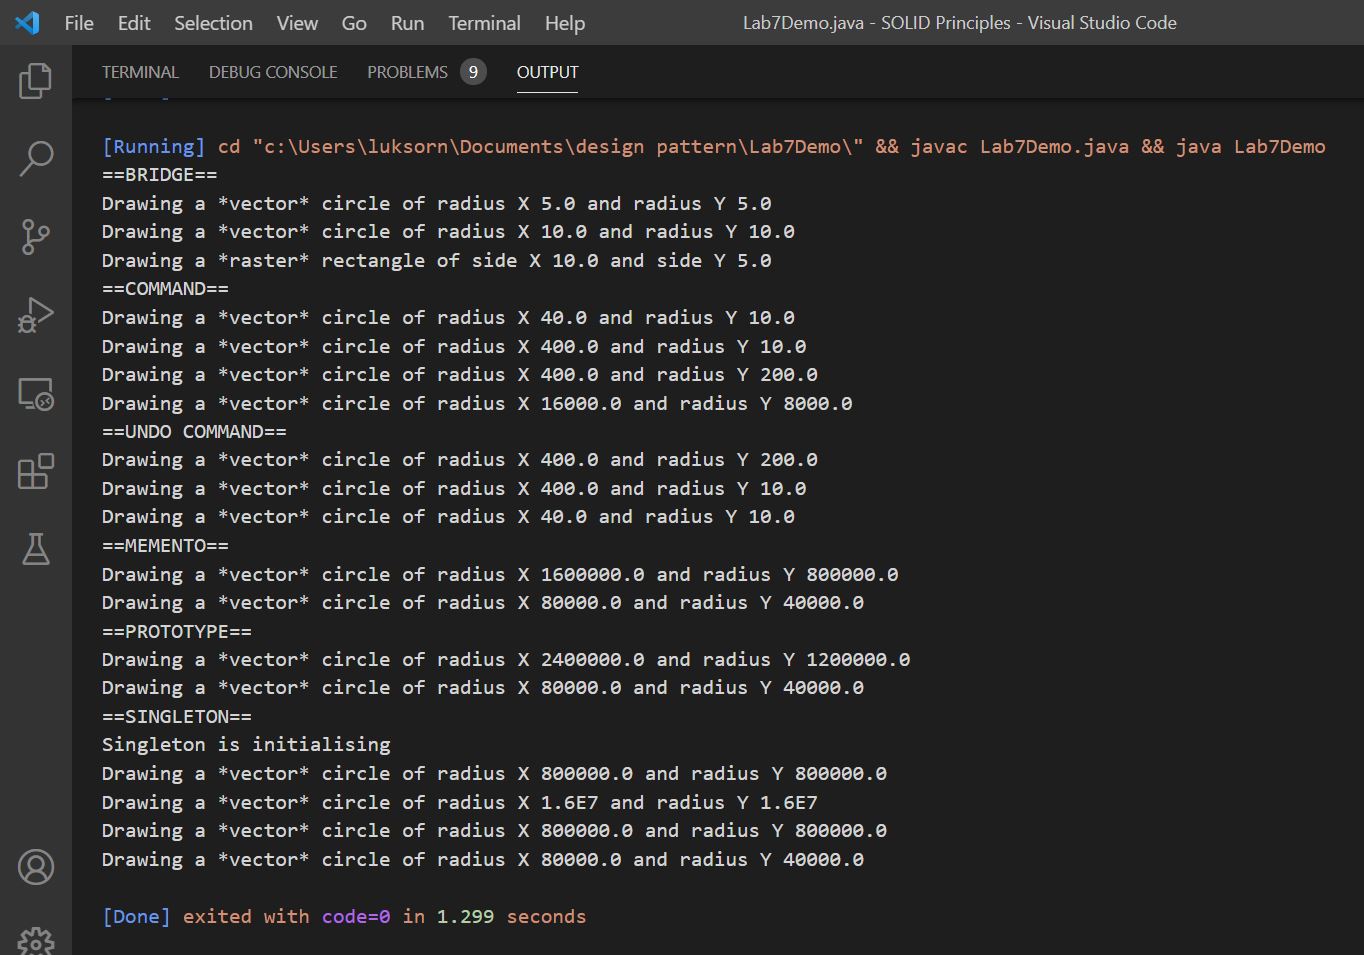 File Edit Selection View Go Run Terminal Help Lab7Demo.java - SOLID Principles - Visual Studio Code
TERMINAL DEBUG CONSOLE PROBLEMS 9 OUTPUT
[Running] cd "c:\Users\luksorn\Documents\design pattern\Lab7Demo\" && javac Lab7Demo.java && java Lab7Demo
==BRIDGE==
Drawing a *vector* circle of radius X 5.0 and radius Y 5.0
Drawing a *vector* circle of radius X 10.0 and radius Y 10.0
Drawing a *raster* rectangle of side X 10.0 and side Y 5.0
==COMMAND==
Drawing a *vector* circle of radius X 40.0 and radius Y 10.0
Drawing a *vector* circle of radius X 400.0 and radius Y 10.0
Drawing a *vector* circle of radius X 400.0 and radius Y 200.0
Drawing a *vector* circle of radius X 16000.0 and radius Y 8000.0
==UNDO COMMAND==
Drawing a *vector* circle of radius X 400.0 and radius Y 200.0
Drawing a *vector* circle of radius X 400.0 and radius Y 10.0
Drawing a *vector* circle of radius X 40.0 and radius Y 10.0
==MEMENTO==
Drawing a *vector* circle of radius X 1600000.0 and radius Y 800000.0
Drawing a *vector* circle of radius X 80000.0 and radius Y 40000.0
==PROTOTYPE==
Drawing a *vector* circle of radius X 2400000.0 and radius Y 1200000.0
Drawing a *vector* circle of radius X 80000.0 and radius Y 40000.0
==SINGLETON==
Singleton is initialising
Drawing a *vector* circle of radius X 800000.0 and radius Y 800000.0
Drawing a *vector* circle of radius X 1.6E7 and radius Y 1.6E7
Drawing a *vector* circle of radius X 800000.0 and radius Y 800000.0
Drawing a *vector* circle of radius X 80000.0 and radius Y 40000.0
[Done] exited with code=0 in 1.299 seconds